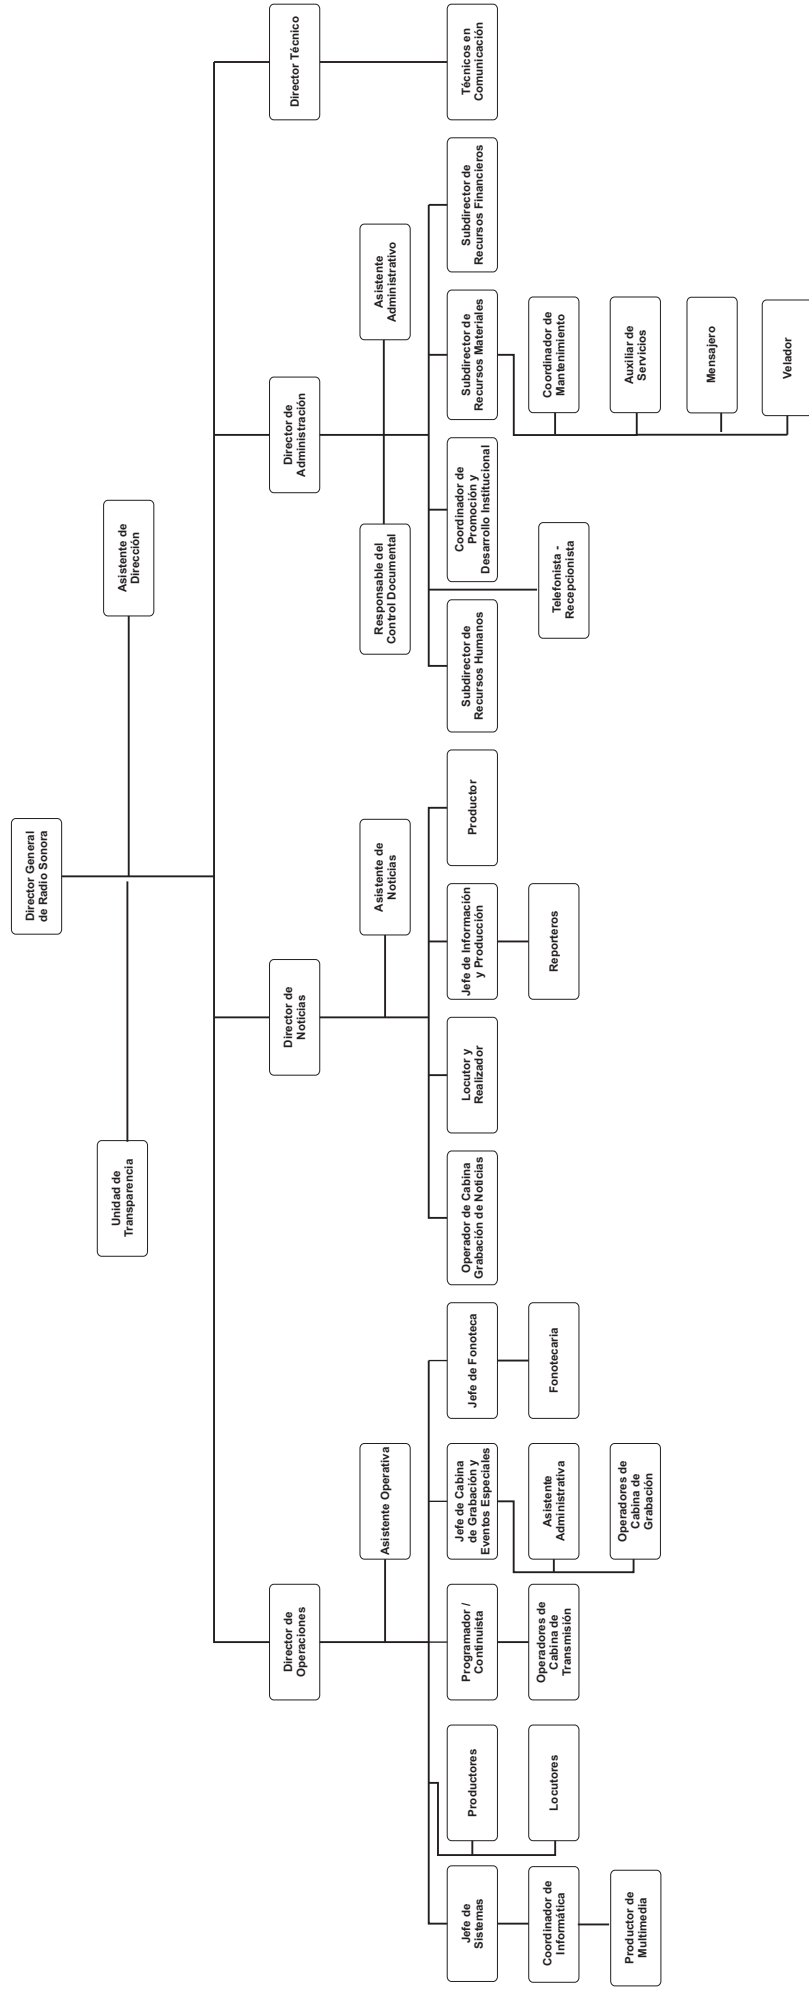 Director General
de Radio Sonora
Unidad de
Transparencia
Asistente de
Dirección
Director de
Operaciones
Director de
Noticias
Director de
Administración
Director Técnico
Asistente Operativa
Asistente de
Noticias
Responsable del
Control Documental
Asistente
Administrativo
Jefe de
Sistemas
Productores
Programador /
Continuista
Jefe de Cabina
de Grabación y
Eventos Especiales
Jefe de Fonoteca
Operador de Cabina
Grabación de Noticias
Locutor y
Realizador
Jefe de Información
y Producción
Productor
Subdirector de
Recursos Humanos
Coordinador de
Promoción y
Desarrollo Institucional
Subdirector de
Recursos Materiales
Subdirector de
Recursos Financieros
Técnicos en
Comunicación
Coordinador de
Informática
Locutores
Operadores de
Cabina de
Transmisión
Asistente
Administrativa
Fonotecaria
Reporteros
Telefonista -
Recepcionista
Coordinador de
Mantenimiento
Productor de
Multimedia
Operadores de
Cabina de
Grabación
Auxiliar de
Servicios
Mensajero
Velador